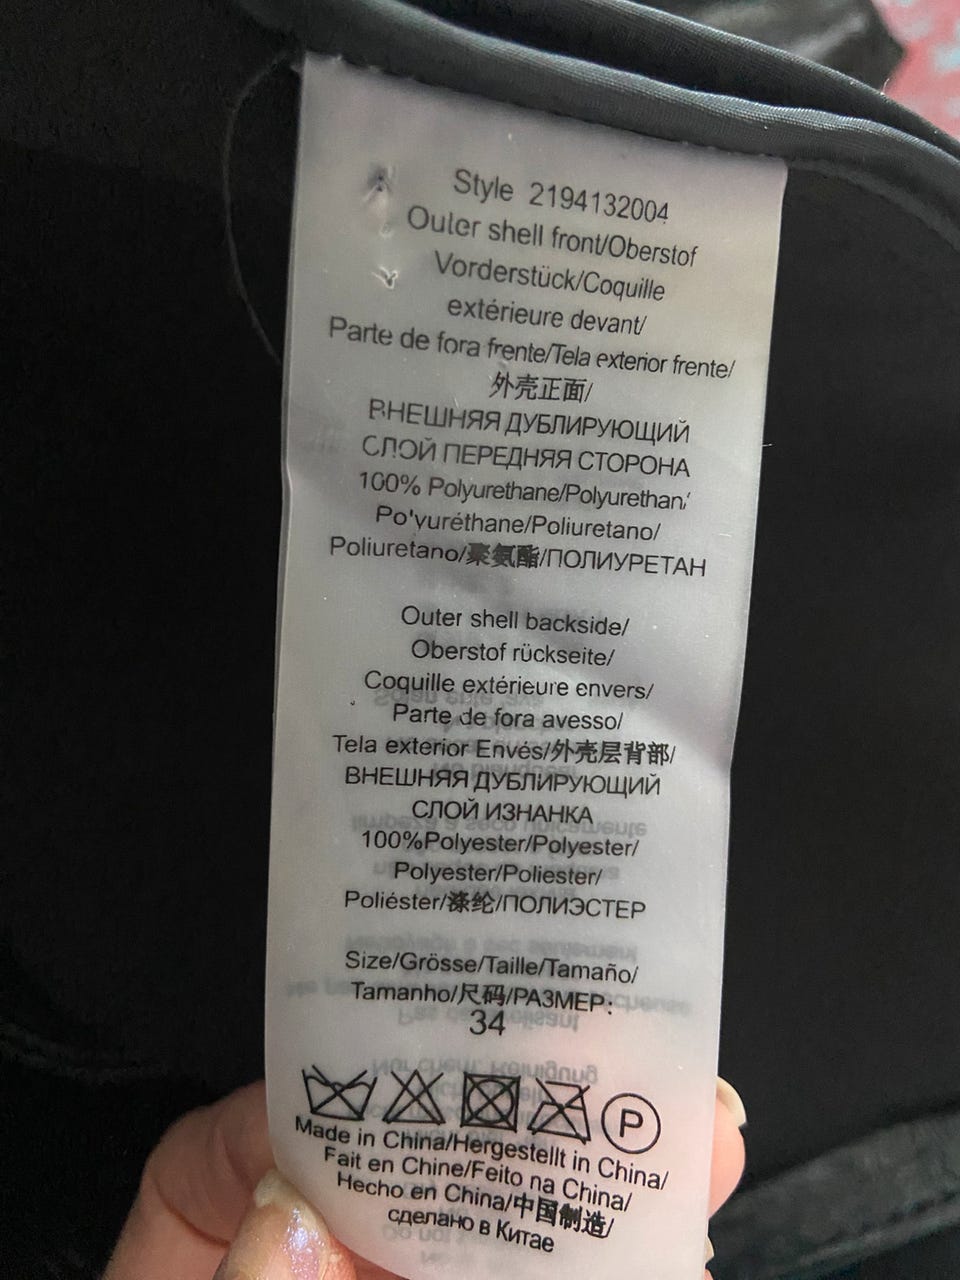 Style 2194132004
Outer shell front/Oberstof
Vorderstück/Coquille
extérieure devant/
Parte de fora frente/Tela exterior frente/
外壳正面/
ВНЕШНЯЯ ДУБЛИРУЮЩИЙ
СЛОЙ ПЕРЕДНЯЯ СТОРОНА
100% Polyurethane/Polyurethan/
Polyuréthane/Poliuretano/
Poliuretano/聚氨酯/ПОЛИУРЕТАН
Outer shell backside/
Oberstof rückseite/
Coquille extérieure envers/
Parte de fora avesso/
Tela exterior Envés/外壳层背部/
ВНЕШНЯЯ ДУБЛИРУЮЩИЙ
СЛОЙ ИЗНАНКА
100%Polyester/Polyester/
Polyester/Poliester/
Poliéster/涤纶/ПОЛИЭСТЕР
Size/Grösse/Taille/Tamaño/
Tamanho/尺码/РАЗМЕР:
34
P
Made in China/Hergestellt in China/
Fait en Chine/Feito na China/
Hecho en China/中国制造/
сделано в Китае